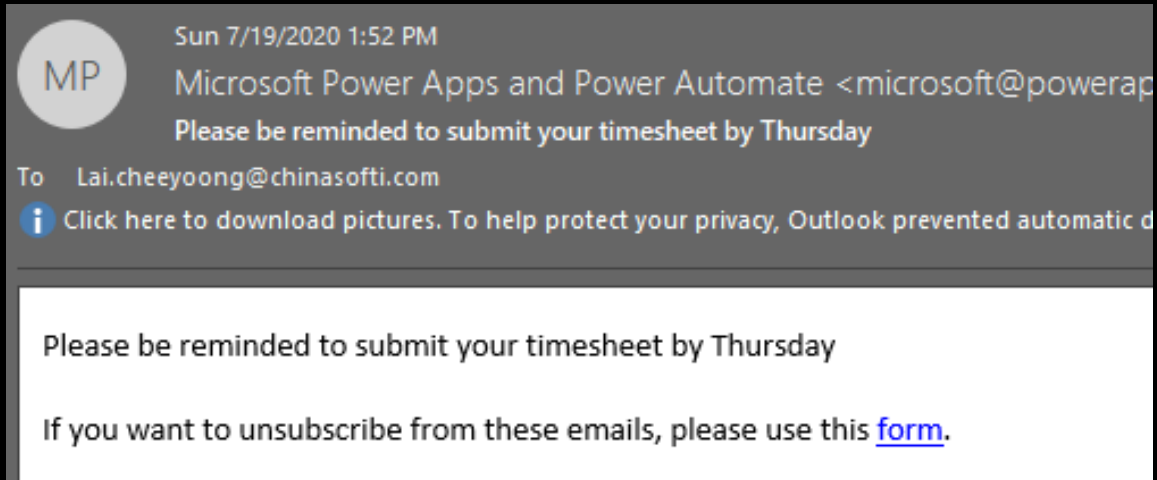 MP
Sun 7/19/2020 1:52 PM
Microsoft Power Apps and Power Automate <microsoft@powerap
Please be reminded to submit your timesheet by Thursday
To Lai.cheeyoong@chinasofti.com
Click here to download pictures. To help protect your privacy, Outlook prevented automatic d
Please be reminded to submit your timesheet by Thursday
If you want to unsubscribe from these emails, please use this form.